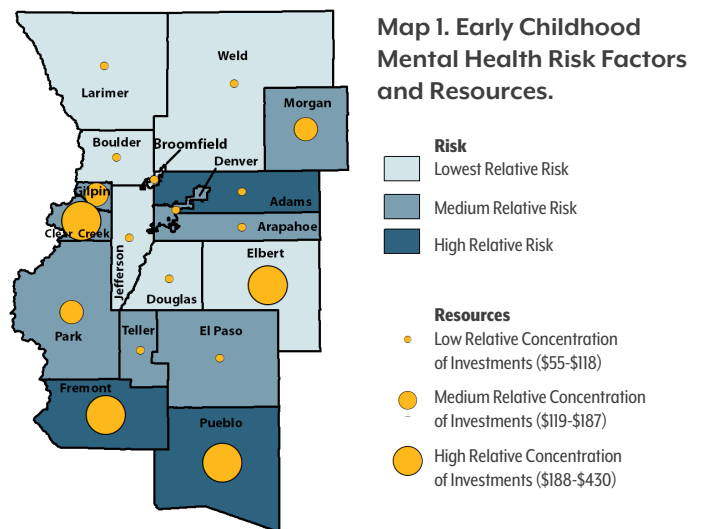 Map 1. Early Childhood
Mental Health Risk Factors
and Resources.
Weld
Larimer
Morgan
Boulder
Broomfield
Denver
Gilpin
Adams
Clear Creek
Arapahoe
Jefferson
Elbert
Douglas
Park
Teller
El Paso
Fremont
Pueblo
Risk
Lowest Relative Risk
Medium Relative Risk
High Relative Risk
Resources
Low Relative Concentration
of Investments ($55-$118)
Medium Relative Concentration
of Investments ($119-$187)
High Relative Concentration
of Investments ($188-$430)